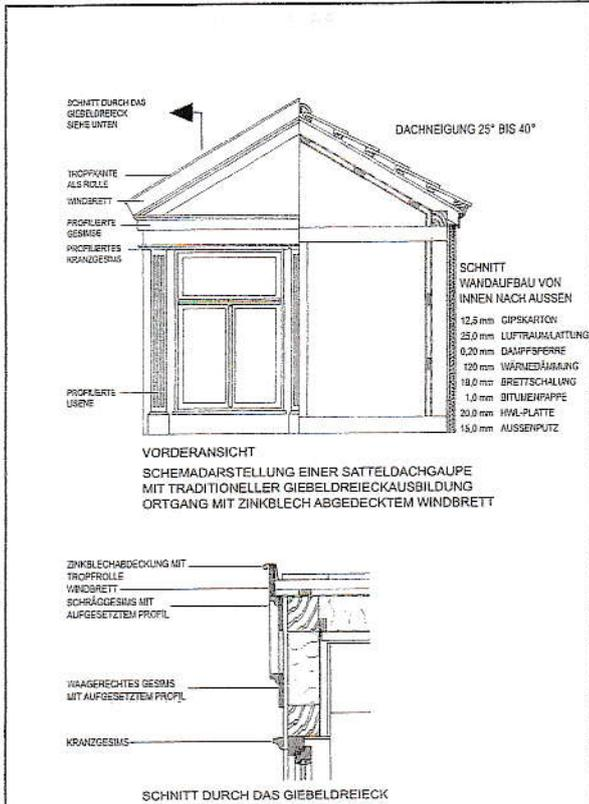 SCHNITT DURCH DAS
GIEBELDREIECK
SIEHE UNTEN
DACHNEIGUNG 25° BIS 40°
TROPFKANTE
ALS ROLLE
WINDBRETT
PROFILIERTE
GESIMSE
PROFILIERTES
KRANZGESIMS
PROFILIERTE
LISENE
SCHNITT
WANDAUFBAU VON
INNEN NACH AUSSEN
12,5 mm GIPSKARTON
25,0 mm LUFTRAUM/LATTUNG
0,20 mm DAMPFSPERRE
120 mm WÄRMEDÄMMUNG
18,0 mm BRETTSCHALUNG
1,0 mm BITUMENPAPPE
20,0 mm HWL-PLATTE
15,0 mm AUSSENPUTZ
VORDERANSICHT
SCHEMADARSTELLUNG EINER SATTELDACHGAUPE
MIT TRADITIONELLER GIEBELDREIECKAUSBILDUNG
ORTGANG MIT ZINKBLECH ABGEDECKTEM WINDBRETT
ZINKBLECHABDECKUNG MIT
TROPFROLLE
WINDBRETT
SCHRÄGGESIMS MIT
AUFGESETZTEM PROFIL
WAAGERECHTES GESIMS
MIT AUFGESETZTEM PROFIL
KRANZGESIMS
SCHNITT DURCH DAS GIEBELDREIECK